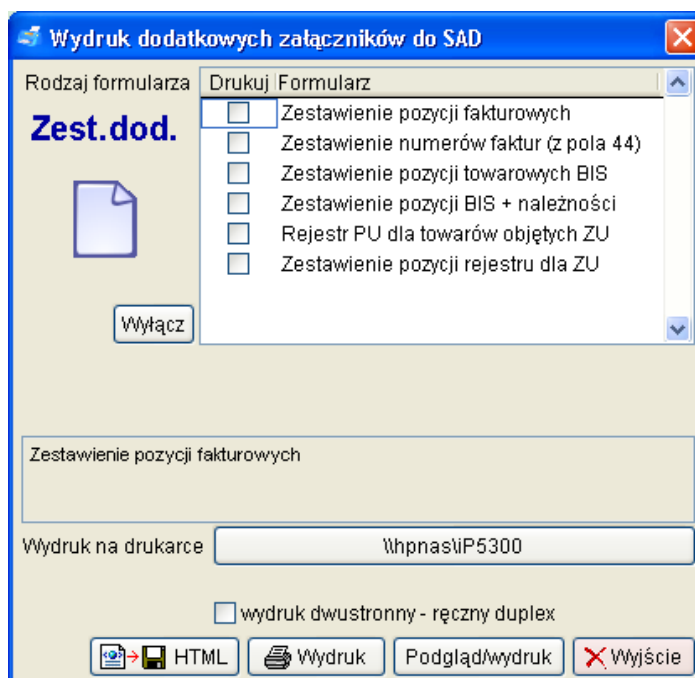 Wydruk dodatkowych załączników do SAD
Rodzaj formularza
Zest.dod.
Wyłącz
Drukuj Formularz
Zestawienie pozycji fakturowych
Zestawienie numerów faktur (z pola 44)
Zestawienie pozycji towarowych BIS
Zestawienie pozycji BIS + należności
Rejestr PU dla towarów objętych ZU
Zestawienie pozycji rejestru dla ZU
Zestawienie pozycji fakturowych
Wydruk na drukarce \\hpnas\iP5300
wydruk dwustronny - ręczny duplex
HTML Wydruk Podgląd/wydruk Wyjście